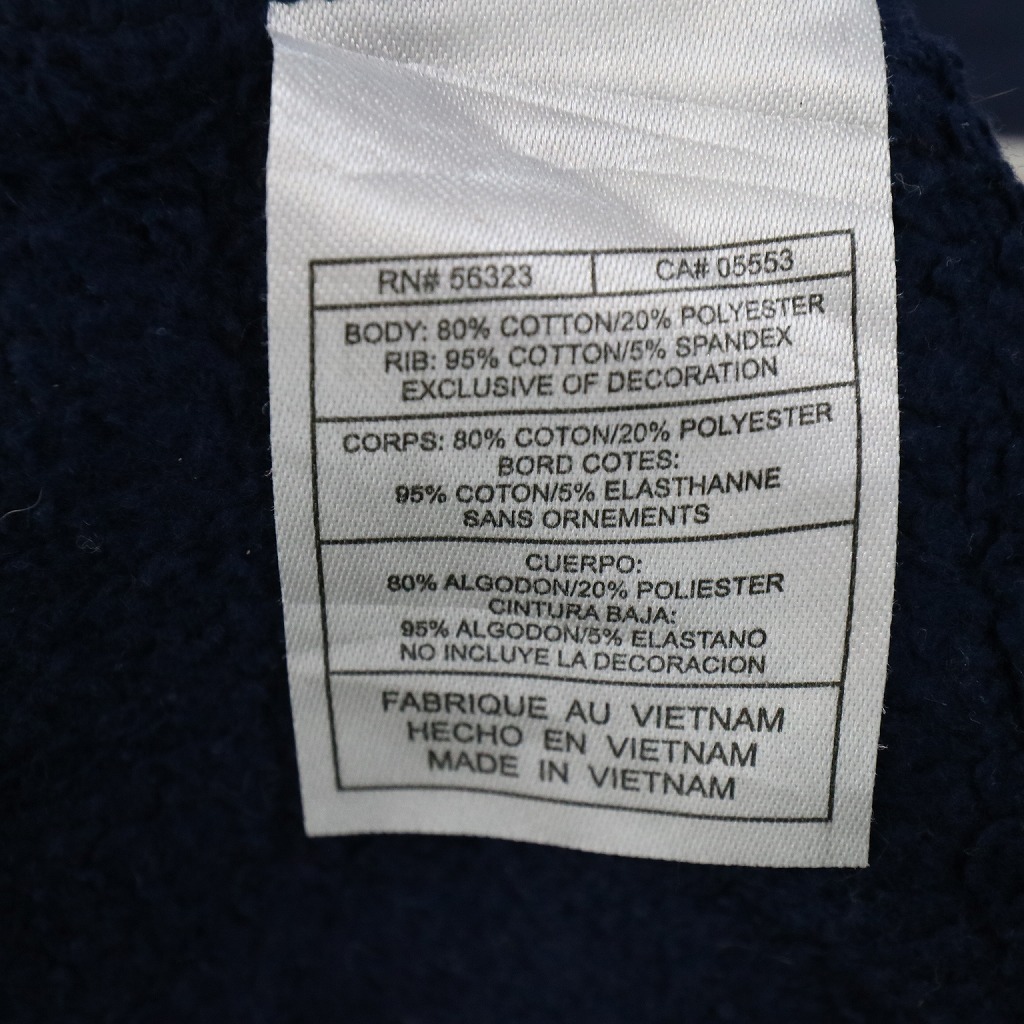 RN# 56323
CA# 05553
BODY: 80% COTTON/20% POLYESTER
RIB: 95% COTTON/5% SPANDEX
EXCLUSIVE OF DECORATION
CORPS: 80% COTON/20% POLYESTER
BORD COTES:
95% COTON/5% ELASTHANNE
SANS ORNEMENTS
CUERPO:
80% ALGODON/20% POLIESTER
CINTURA BAJA:
95% ALGODON/5% ELASTANO
NO INCLUYE LA DECORACION
FABRIQUE AU VIETNAM
HECHO EN VIETNAM
MADE IN VIETNAM